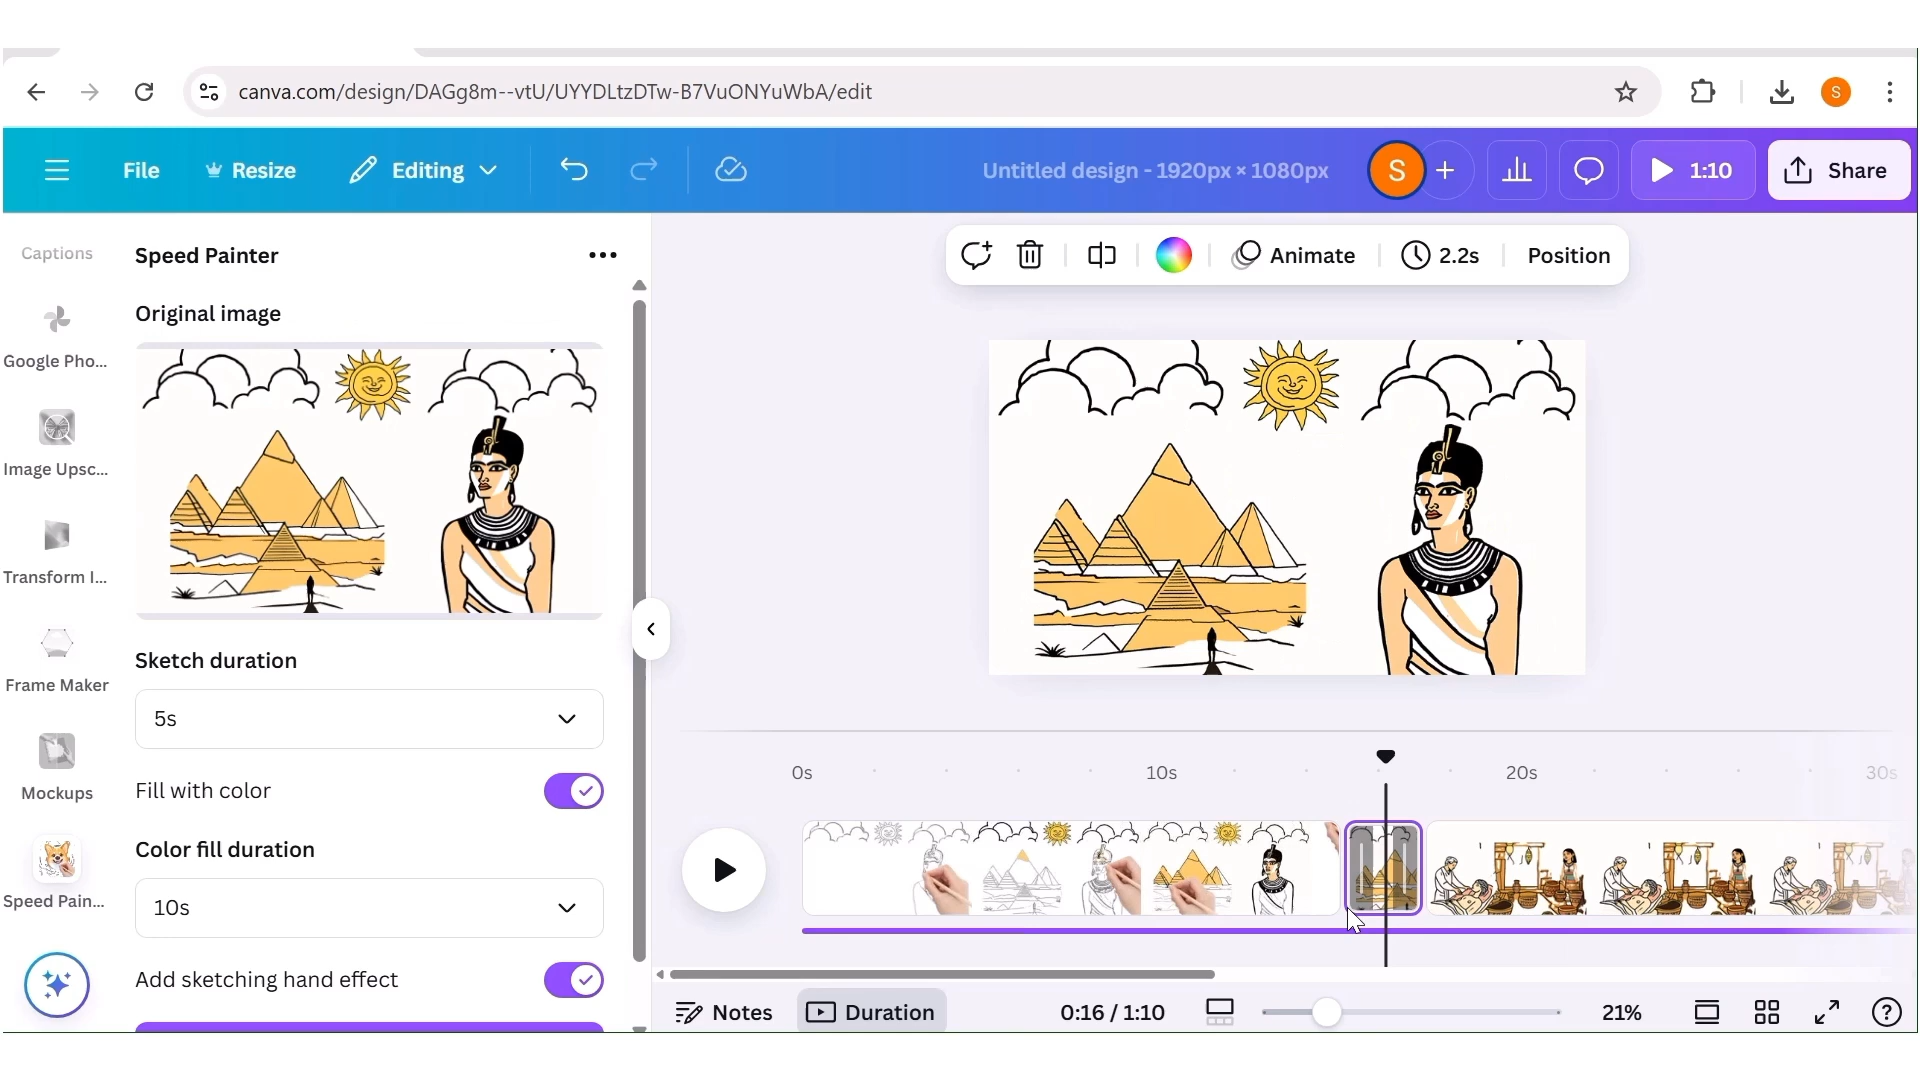 canva.com/design/DAGg8m--vtU/UYYDLtzDTw-B7VuONYuWbA/edit
S
File
Resize
Editing
Untitled design - 1920px × 1080px
S
1:10
Share
Captions
Google Pho...
Image Upsc...
Transform I...
Frame Maker
Mockups
Speed Pain...
Speed Painter
Original image
Sketch duration
5s
Fill with color
Color fill duration
10s
Add sketching hand effect
Animate
2.2s
Position
0s
10s
20s
30s
Notes
Duration
0:16 / 1:10
21%